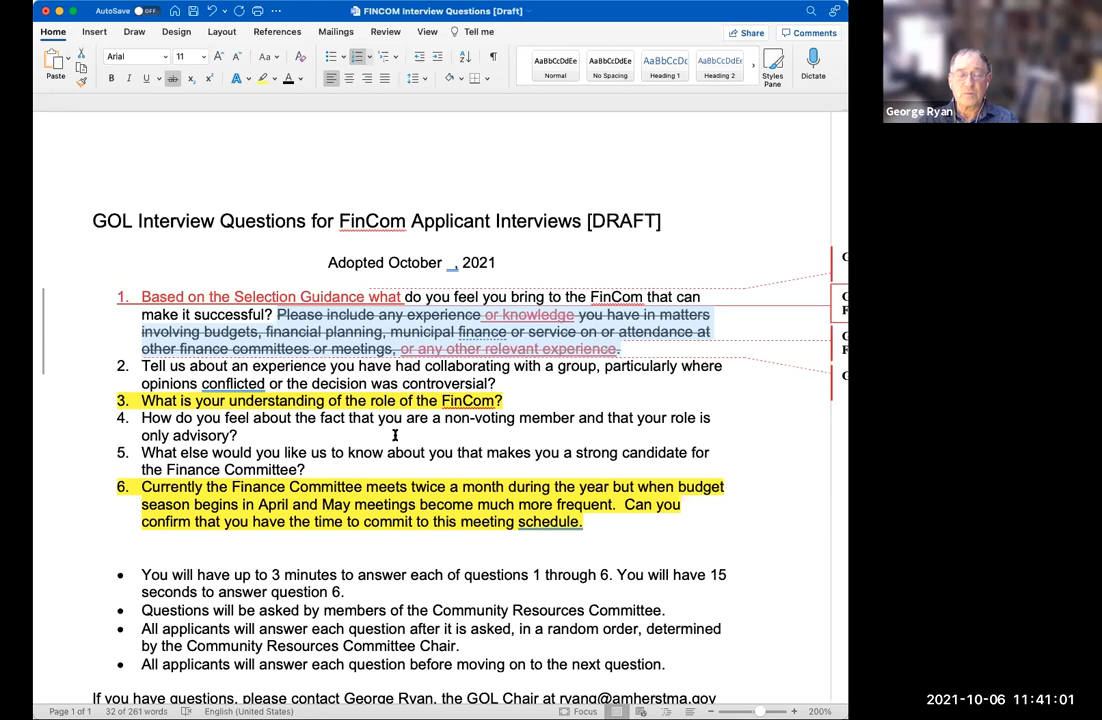 AutoSave OFF
FINCOM Interview Questions [Draft]
Home Insert Draw Design Layout References Mailings Review View Tell me
Share Comments
Paste
Arial 11
AaBbCcDdEe AaBbCcDdEe AaBbCcDc AaBbCcDdEe
Normal No Spacing Heading 1 Heading 2
Styles Pane
Dictate
George Ryan
GOL Interview Questions for FinCom Applicant Interviews [DRAFT]
Adopted October _, 2021
1. Based on the Selection Guidance what do you feel you bring to the FinCom that can
make it successful? Please include any experience or knowledge you have in matters
involving budgets, financial planning, municipal finance or service on or attendance at
other finance committees or meetings, or any other relevant experience.
2. Tell us about an experience you have had collaborating with a group, particularly where
opinions conflicted or the decision was controversial?
3. What is your understanding of the role of the FinCom?
4. How do you feel about the fact that you are a non-voting member and that your role is
only advisory?
5. What else would you like us to know about you that makes you a strong candidate for
the Finance Committee?
6. Currently the Finance Committee meets twice a month during the year but when budget
season begins in April and May meetings become much more frequent. Can you
confirm that you have the time to commit to this meeting schedule.
• You will have up to 3 minutes to answer each of questions 1 through 6. You will have 15
seconds to answer question 6.
• Questions will be asked by members of the Community Resources Committee.
• All applicants will answer each question after it is asked, in a random order, determined
by the Community Resources Committee Chair.
• All applicants will answer each question before moving on to the next question.
If you have questions, please contact George Ryan, the GOL Chair at ryang@amherstma.gov
Page 1 of 1 32 of 261 words English (United States) Focus 200%
2021-10-06 11:41:01